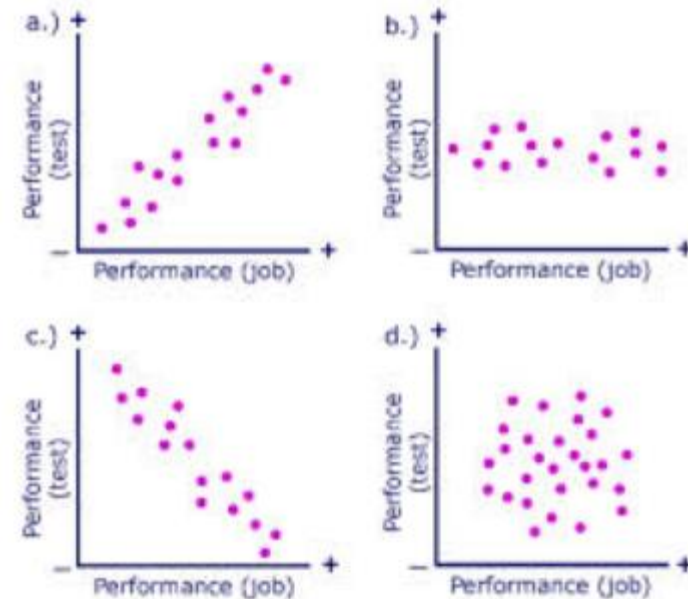 a.) +
Performance
(test)
—
Performance (job)
+
b.) +
Performance
(test)
—
Performance (job)
+
c.) +
Performance
(test)
—
Performance (job)
+
d.) +
Performance
(test)
—
Performance (job)
+